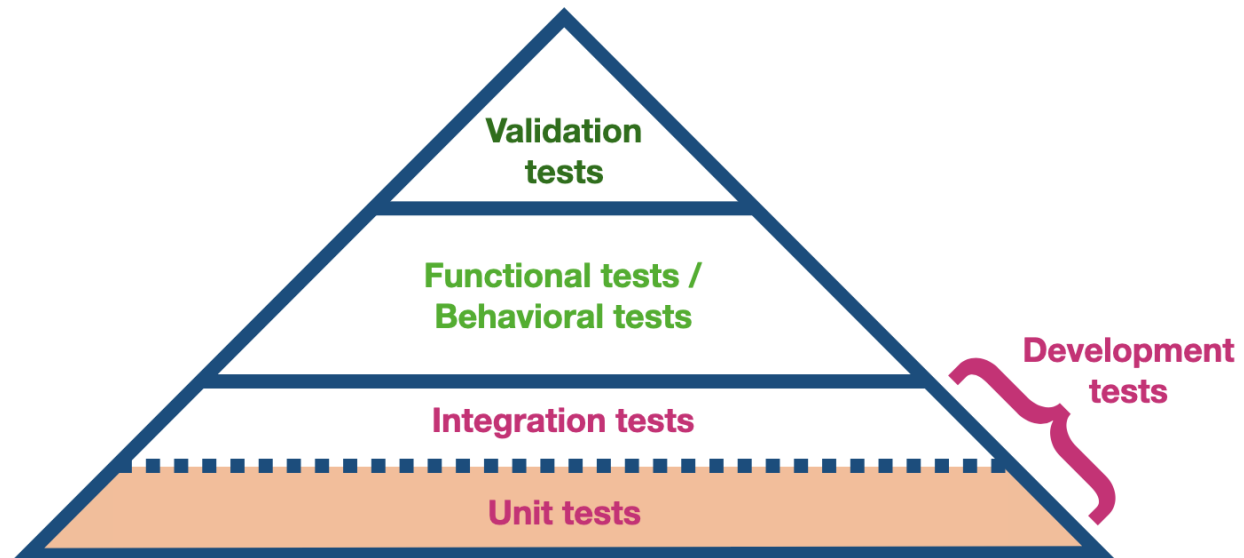 Validation
tests
Functional tests /
Behavioral tests
Development
tests
Integration tests
Unit tests